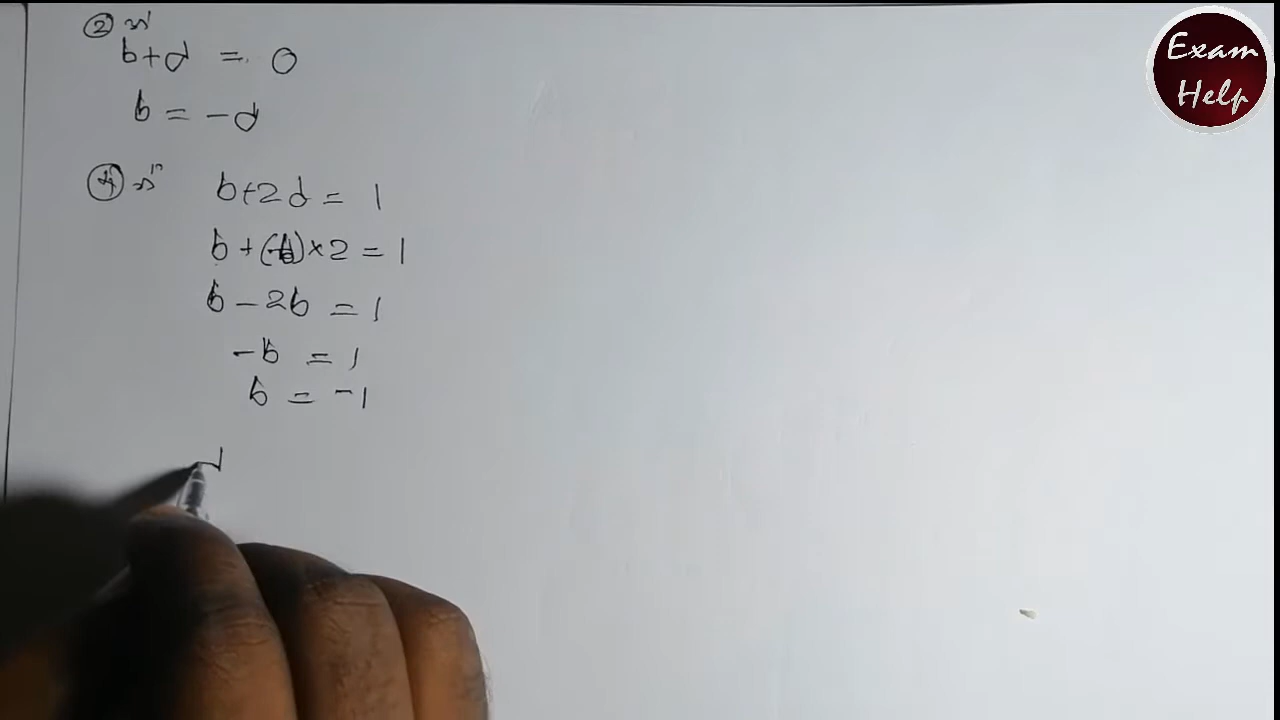 ②
b+d = 0
b = -d
④ b+2d = 1
b + (-b)×2 = 1
b - 2b = 1
-b = 1
b = -1
d
Exam
Help